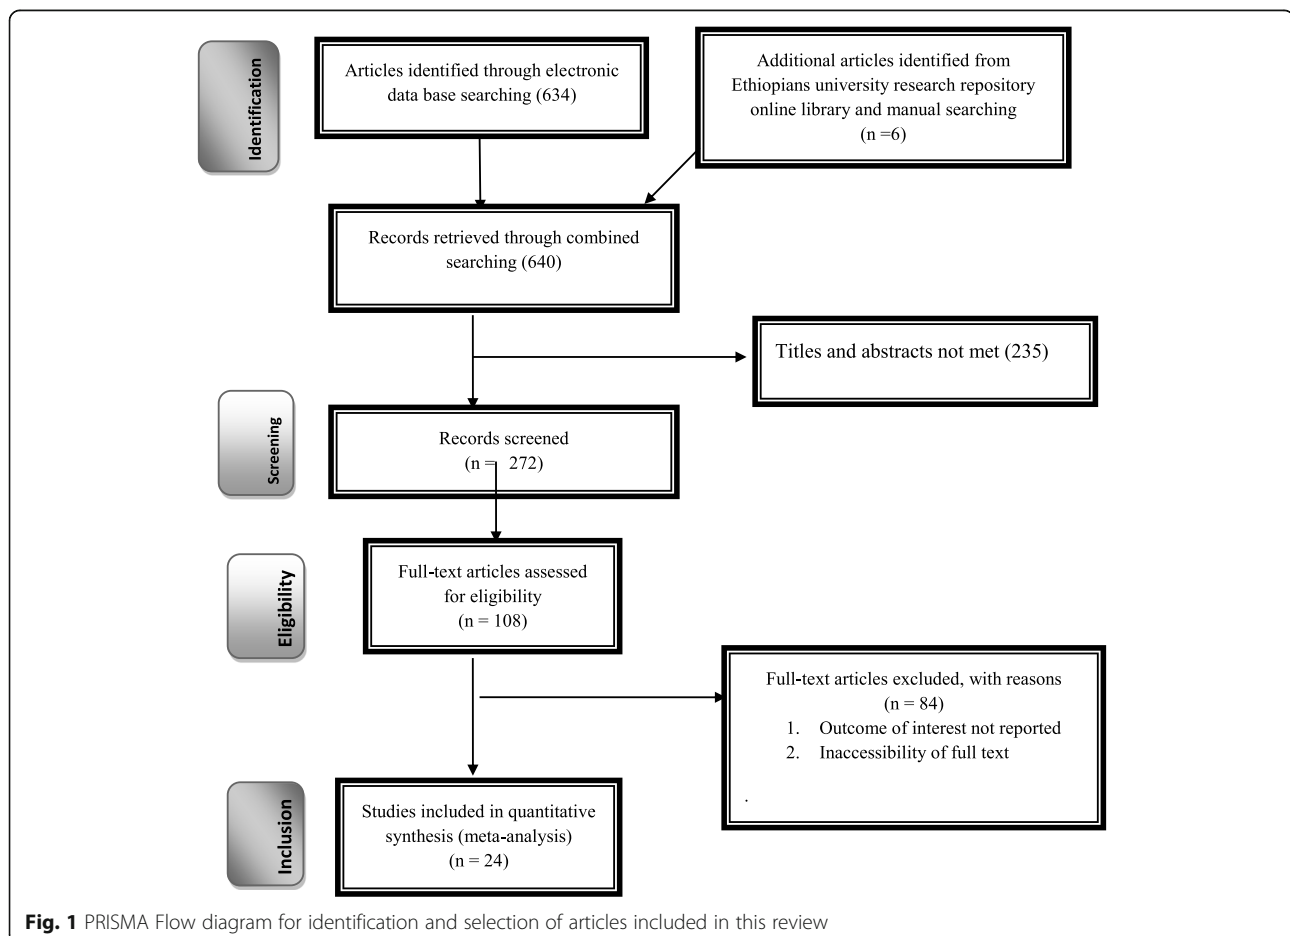 Identification
Articles identified through electronic
data base searching (634)
Additional articles identified from
Ethiopians university research repository
online library and manual searching
(n =6)
Records retrieved through combined
searching (640)
Titles and abstracts not met (235)
Screening
Records screened
(n = 272)
Eligibility
Full-text articles assessed
for eligibility
(n = 108)
Full-text articles excluded, with reasons
(n = 84)
1. Outcome of interest not reported
2. Inaccessibility of full text
.
Inclusion
Studies included in quantitative
synthesis (meta-analysis)
(n = 24)
Fig. 1 PRISMA Flow diagram for identification and selection of articles included in this review